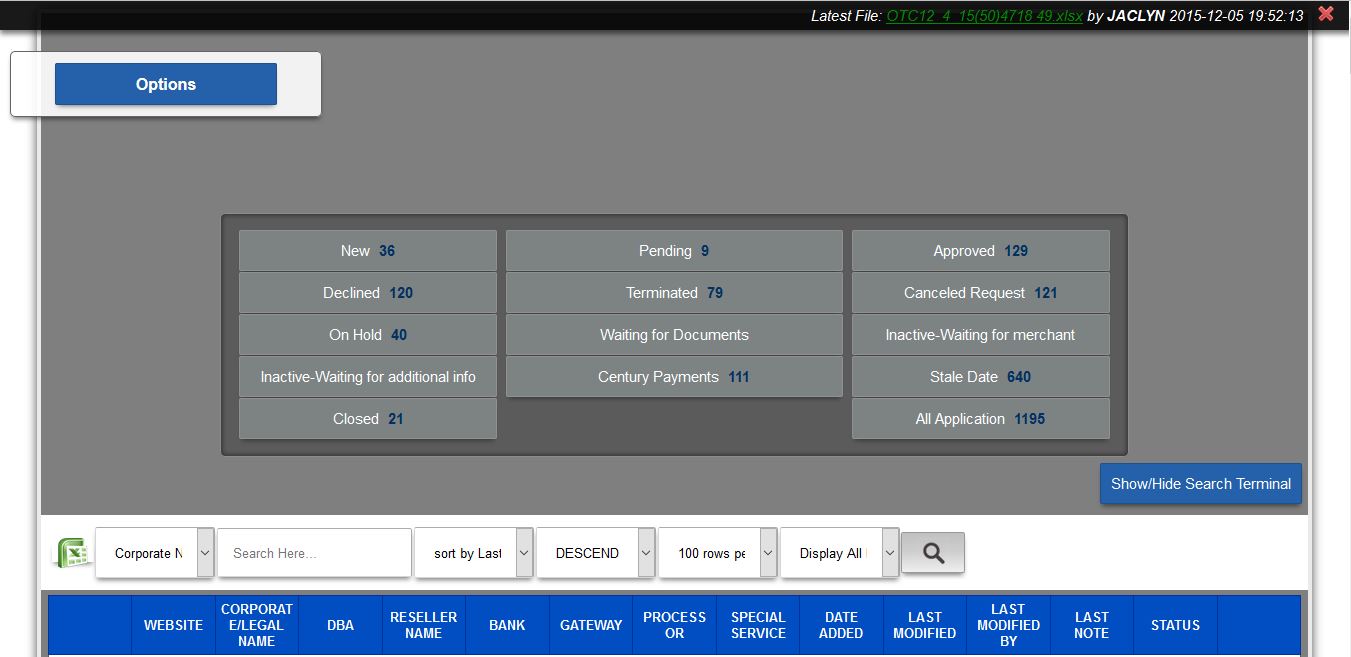 Latest File: OTC12_4_15(50)4718 49.xlsx by JACLYN 2015-12-05 19:52:13
Options
New 36
Pending 9
Approved 129
Declined 120
Terminated 79
Canceled Request 121
On Hold 40
Waiting for Documents
Inactive-Waiting for merchant
Inactive-Waiting for additional info
Century Payments 111
Stale Date 640
Closed 21
All Application 1195
Show/Hide Search Terminal
Corporate N
Search Here...
sort by Last
DESCEND
100 rows pe
Display All
WEBSITE
CORPORAT
E/LEGAL
NAME
DBA
RESELLER
NAME
BANK
GATEWAY
PROCESS
OR
SPECIAL
SERVICE
DATE
ADDED
LAST
MODIFIED
LAST
MODIFIED
BY
LAST
NOTE
STATUS